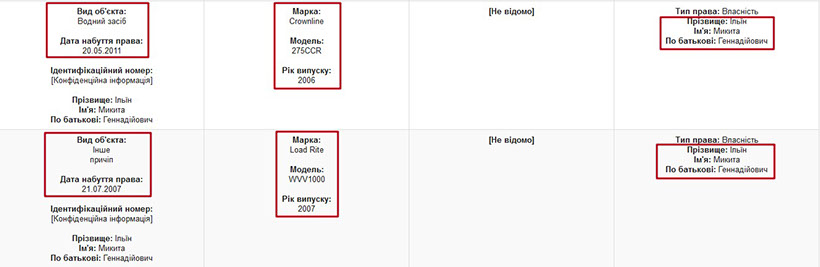 Вид об'єкта:
Водний засіб
Дата набуття права:
20.05.2011
Ідентифікаційний номер:
[Конфіденційна інформація]
Прізвище: Ільїн
Ім'я: Микита
По батькові: Геннадійович
Марка:
Crownline
Модель:
275CCR
Рік випуску:
2006
[Не відомо]
Тип права: Власність
Прізвище: Ільїн
Ім'я: Микита
По батькові: Геннадійович
Вид об'єкта:
Інше
причіп
Дата набуття права:
21.07.2007
Ідентифікаційний номер:
[Конфіденційна інформація]
Прізвище: Ільїн
Ім'я: Микита
По батькові: Геннадійович
Марка:
Load Rite
Модель:
WVV1000
Рік випуску:
2007
[Не відомо]
Тип права: Власність
Прізвище: Ільїн
Ім'я: Микита
По батькові: Геннадійович